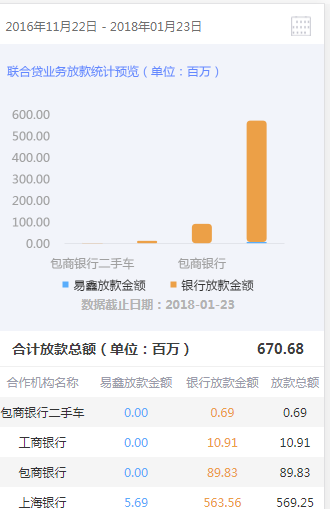 2016年11月22日 - 2018年01月23日
联合贷业务放款统计预览（单位：百万）
600.00
500.00
400.00
300.00
200.00
100.00
0.00
包商银行二手车 包商银行
易鑫放款金额 银行放款金额
数据截止日期：2018-01-23
合计放款总额（单位：百万） 670.68
合作机构名称 易鑫放款金额 银行放款金额 放款总额
包商银行二手车 0.00 0.69 0.69
工商银行 0.00 10.91 10.91
包商银行 0.00 89.83 89.83
上海银行 5.69 563.56 569.25